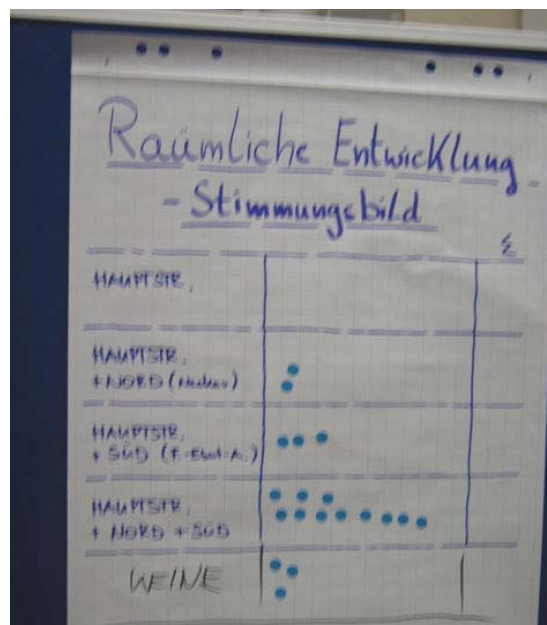 Räumliche Entwicklung
- Stimmungsbild
Σ
HAUPTSTR.
HAUPTSTR.
+ NORD
HAUPTSTR.
+ SÜD
HAUPTSTR.
+ NORD + SÜD
KEINE